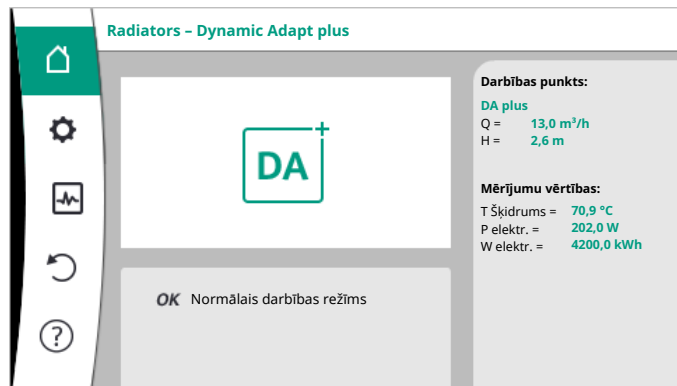 Radiators – Dynamic Adapt plus
DA+
OK Normālais darbības režīms
Darbības punkts:
DA plus
Q = 13,0 m³/h
H = 2,6 m
Mērījumu vērtības:
T Šķidrums = 70,9 °C
P elektr. = 202,0 W
W elektr. = 4200,0 kWh
?